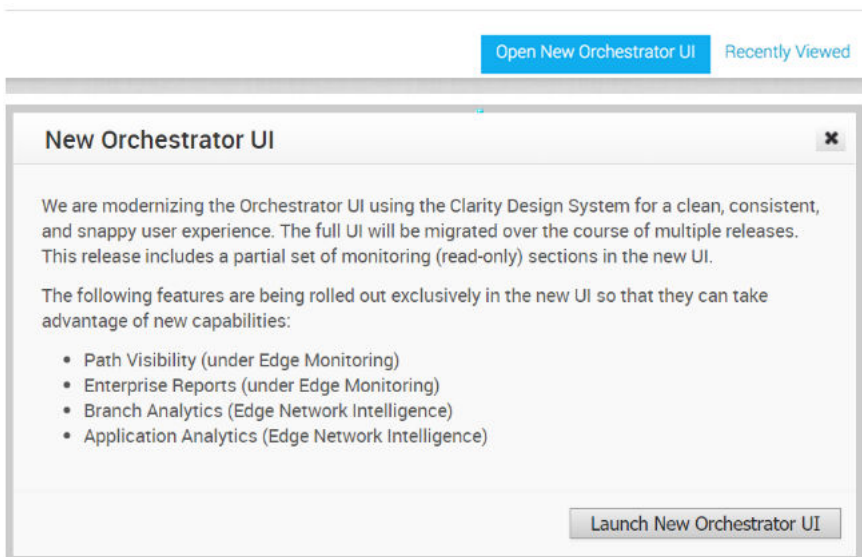 Open New Orchestrator UI Recently Viewed
New Orchestrator UI ✖
We are modernizing the Orchestrator UI using the Clarity Design System for a clean, consistent,
and snappy user experience. The full UI will be migrated over the course of multiple releases.
This release includes a partial set of monitoring (read-only) sections in the new UI.
The following features are being rolled out exclusively in the new UI so that they can take
advantage of new capabilities:
• Path Visibility (under Edge Monitoring)
• Enterprise Reports (under Edge Monitoring)
• Branch Analytics (Edge Network Intelligence)
• Application Analytics (Edge Network Intelligence)
Launch New Orchestrator UI